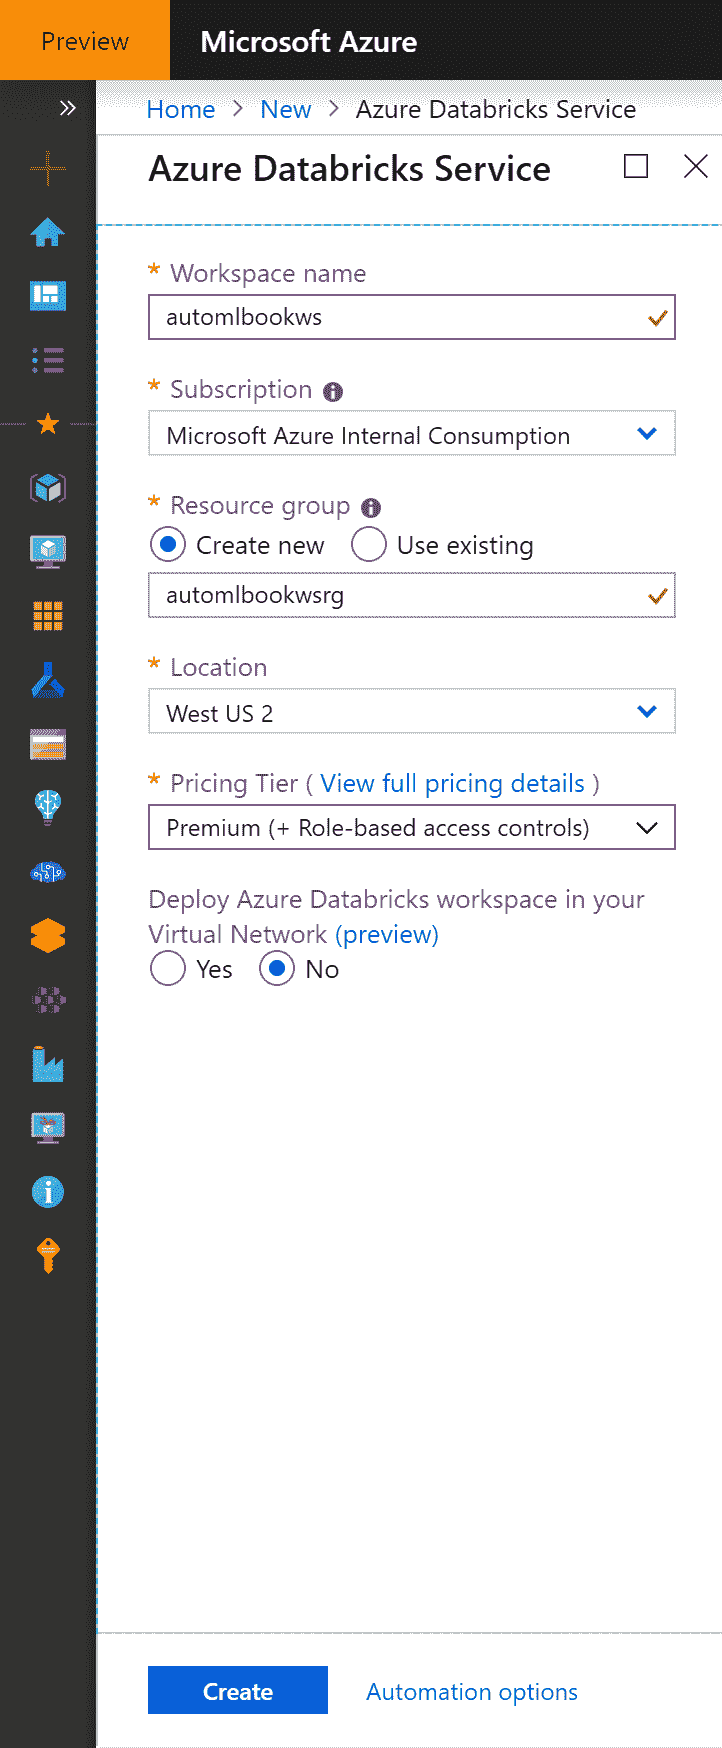 Preview
Microsoft Azure
Home > New > Azure Databricks Service
Azure Databricks Service
* Workspace name
automlbookws
* Subscription
Microsoft Azure Internal Consumption
* Resource group
Create new Use existing
automlbookwsrg
* Location
West US 2
* Pricing Tier ( View full pricing details )
Premium (+ Role-based access controls)
Deploy Azure Databricks workspace in your
Virtual Network (preview)
Yes No
Create Automation options